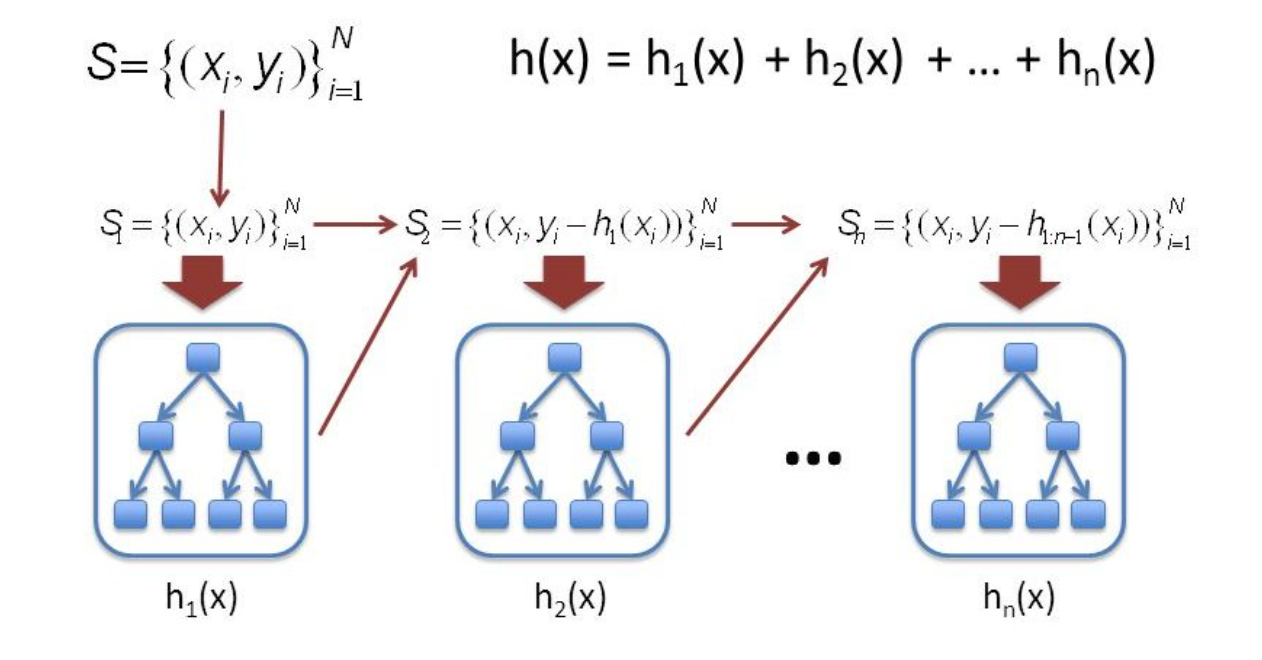 S={(xᵢ, yᵢ)}ᵢ₌₁ᴺ h(x) = h₁(x) + h₂(x) + ... + hₙ(x)
S₁ = {(xᵢ, yᵢ)}ᵢ₌₁ᴺ S₂ = {(xᵢ, yᵢ − h₁(xᵢ))}ᵢ₌₁ᴺ Sₙ = {(xᵢ, yᵢ − h₁:ₙ₋₁(xᵢ))}ᵢ₌₁ᴺ
...
h₁(x) h₂(x) hₙ(x)